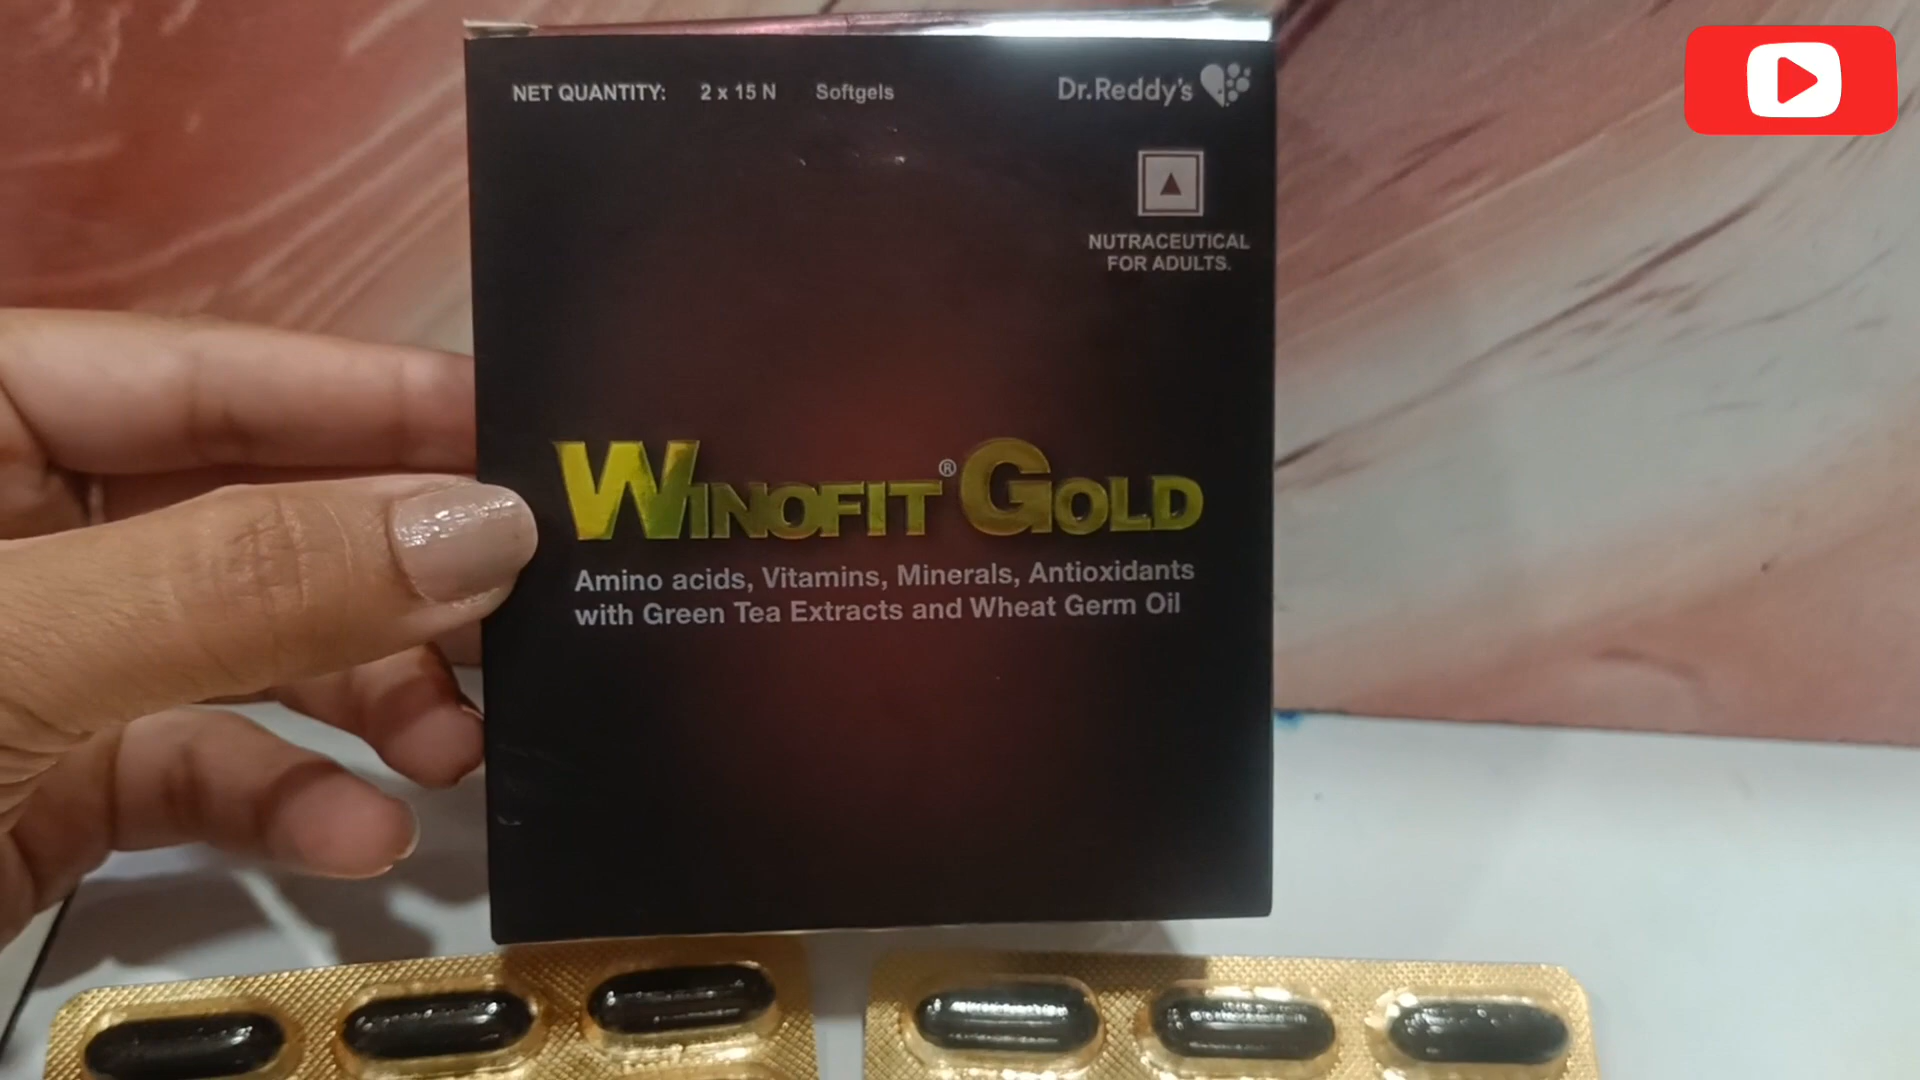 NET QUANTITY: 2 x 15 N Softgels
Dr.Reddy's
NUTRACEUTICAL
FOR ADULTS.
WINOFIT® GOLD
Amino acids, Vitamins, Minerals, Antioxidants
with Green Tea Extracts and Wheat Germ Oil